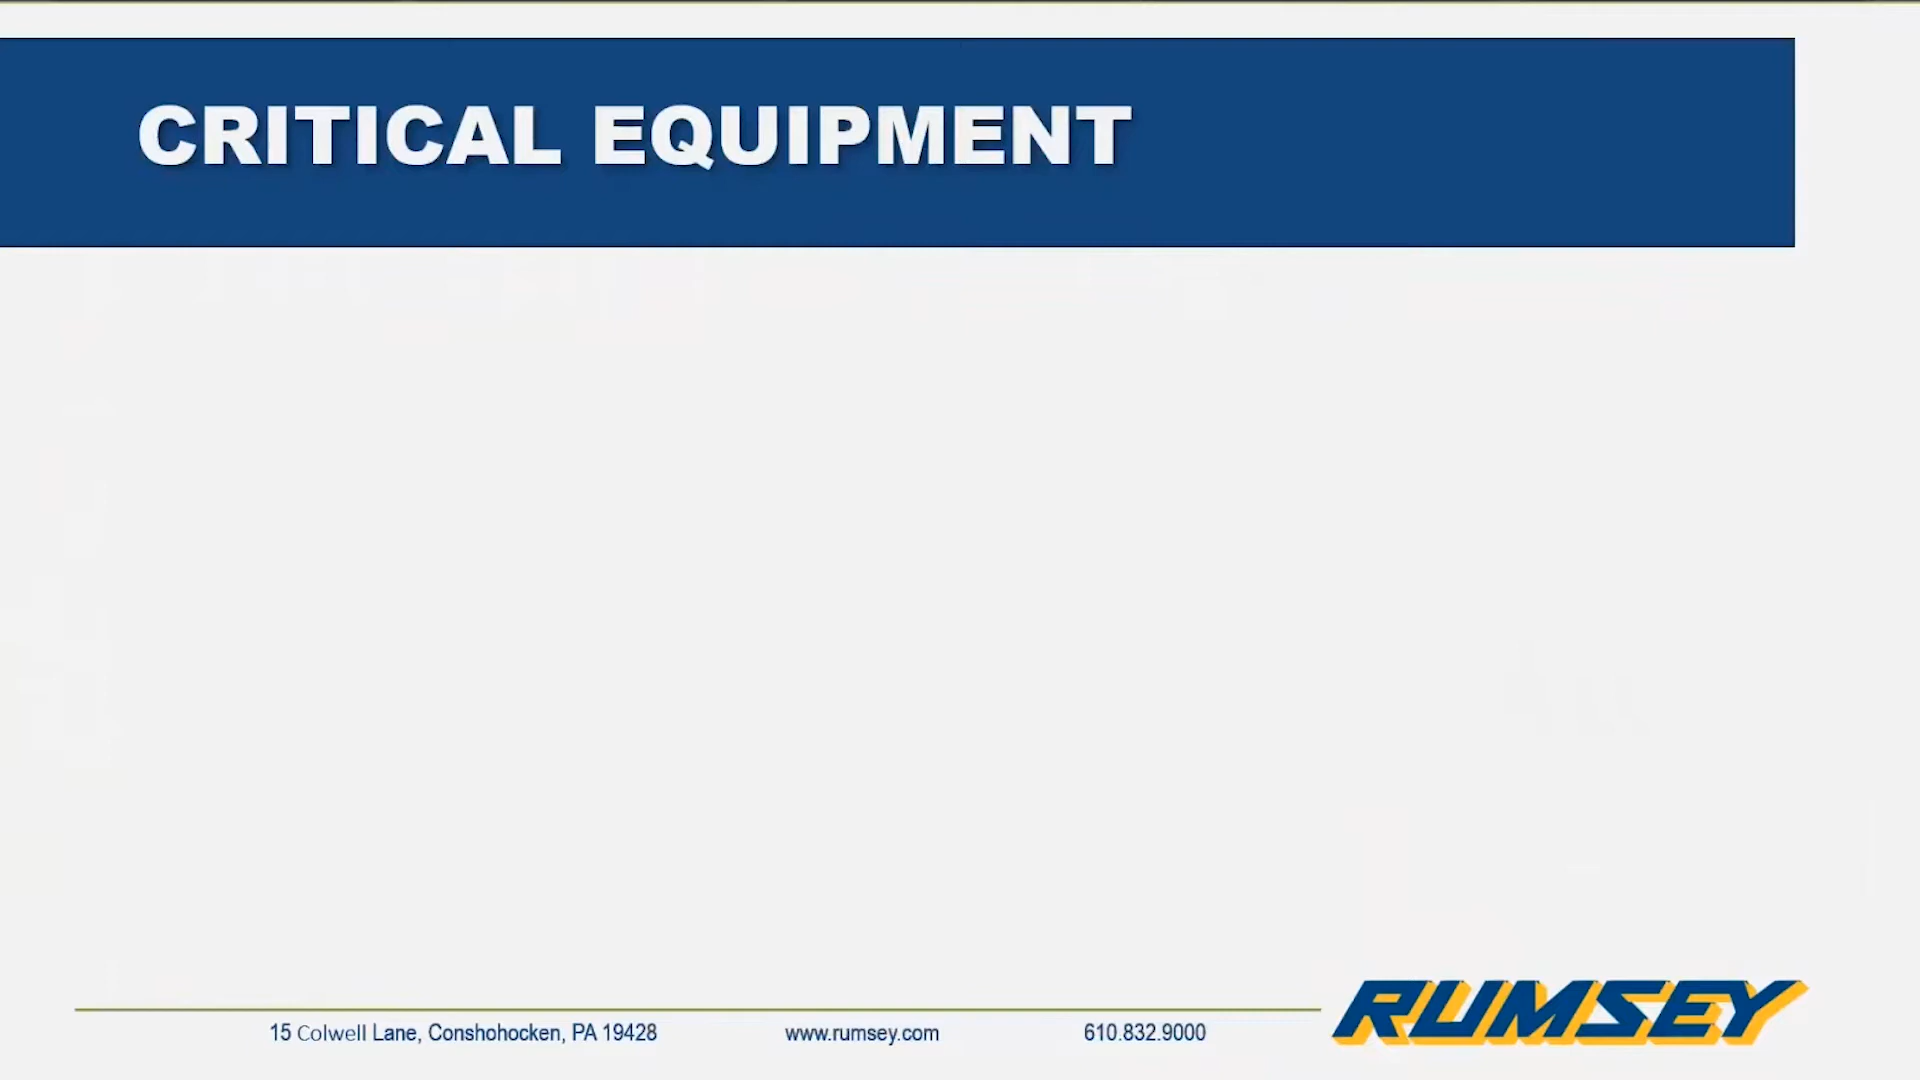 CRITICAL EQUIPMENT
15 Colwell Lane, Conshohocken, PA 19428 www.rumsey.com 610.832.9000
RUMSEY